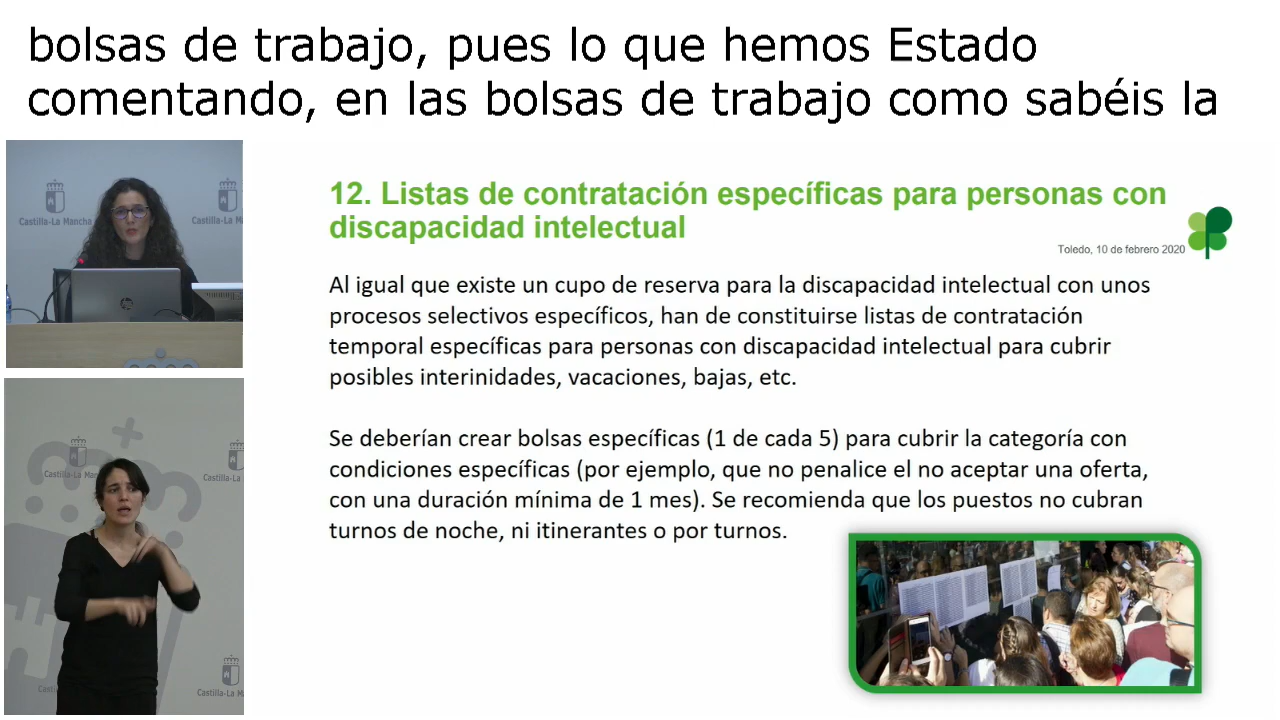 bolsas de trabajo, pues lo que hemos Estado
comentando, en las bolsas de trabajo como sabéis la
Castilla-La Mancha
Castilla-La M
12. Listas de contratación específicas para personas con
discapacidad intelectual
Toledo, 10 de febrero 2020
Al igual que existe un cupo de reserva para la discapacidad intelectual con unos
procesos selectivos específicos, han de constituirse listas de contratación
temporal específicas para personas con discapacidad intelectual para cubrir
posibles interinidades, vacaciones, bajas, etc.
Se deberían crear bolsas específicas (1 de cada 5) para cubrir la categoría con
condiciones específicas (por ejemplo, que no penalice el no aceptar una oferta,
con una duración mínima de 1 mes). Se recomienda que los puestos no cubran
turnos de noche, ni itinerantes o por turnos.
Castilla-La Ma
Castilla-La
Casti
Castilla-La M